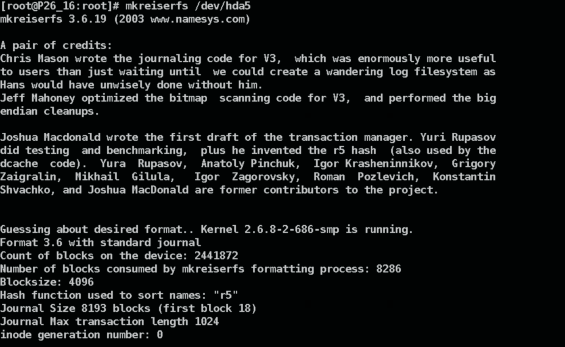 [root@P26_16:root]# mkreiserfs /dev/hda5
mkreiserfs 3.6.19 (2003 www.namesys.com)
A pair of credits:
Chris Mason wrote the journaling code for V3,  which was enormously more useful
to users than just waiting until  we could create a wandering log filesystem as
Hans would have unwisely done without him.
Jeff Mahoney optimized the bitmap  scanning code for V3,  and performed the big
endian cleanups.
Joshua Macdonald wrote the first draft of the transaction manager. Yuri Rupasov
did testing  and benchmarking,  plus he invented the r5 hash  (also used by the
dcache  code).  Yura  Rupasov,  Anatoly Pinchuk,  Igor Krasheninnikov,  Grigory
Zaigralin,  Mikhail  Gilula,   Igor  Zagorovsky,  Roman  Pozlevich,  Konstantin
Shvachko, and Joshua MacDonald are former contributors to the project.
Guessing about desired format.. Kernel 2.6.8-2-686-smp is running.
Format 3.6 with standard journal
Count of blocks on the device: 2441872
Number of blocks consumed by mkreiserfs formatting process: 8286
Blocksize: 4096
Hash function used to sort names: "r5"
Journal Size 8193 blocks (first block 18)
Journal Max transaction length 1024
inode generation number: 0